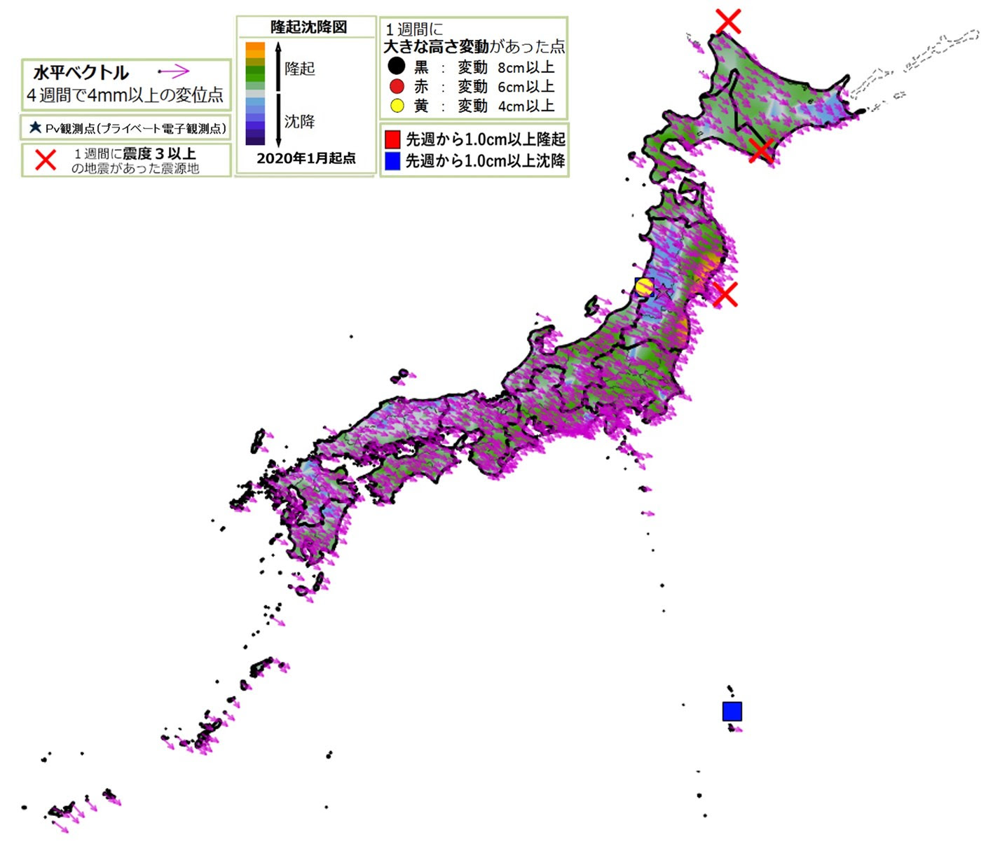 水平ベクトル
４週間で4mm以上の変位点
★ Pv観測点(プライベート電子観測点)
１週間に震度３以上
の地震があった震源地
隆起沈降図
隆起
沈降
2020年1月起点
１週間に
大きな高さ変動があった点
黒 ： 変動 8cm以上
赤 ： 変動 6cm以上
黄 ： 変動 4cm以上
先週から1.0cm以上隆起
先週から1.0cm以上沈降